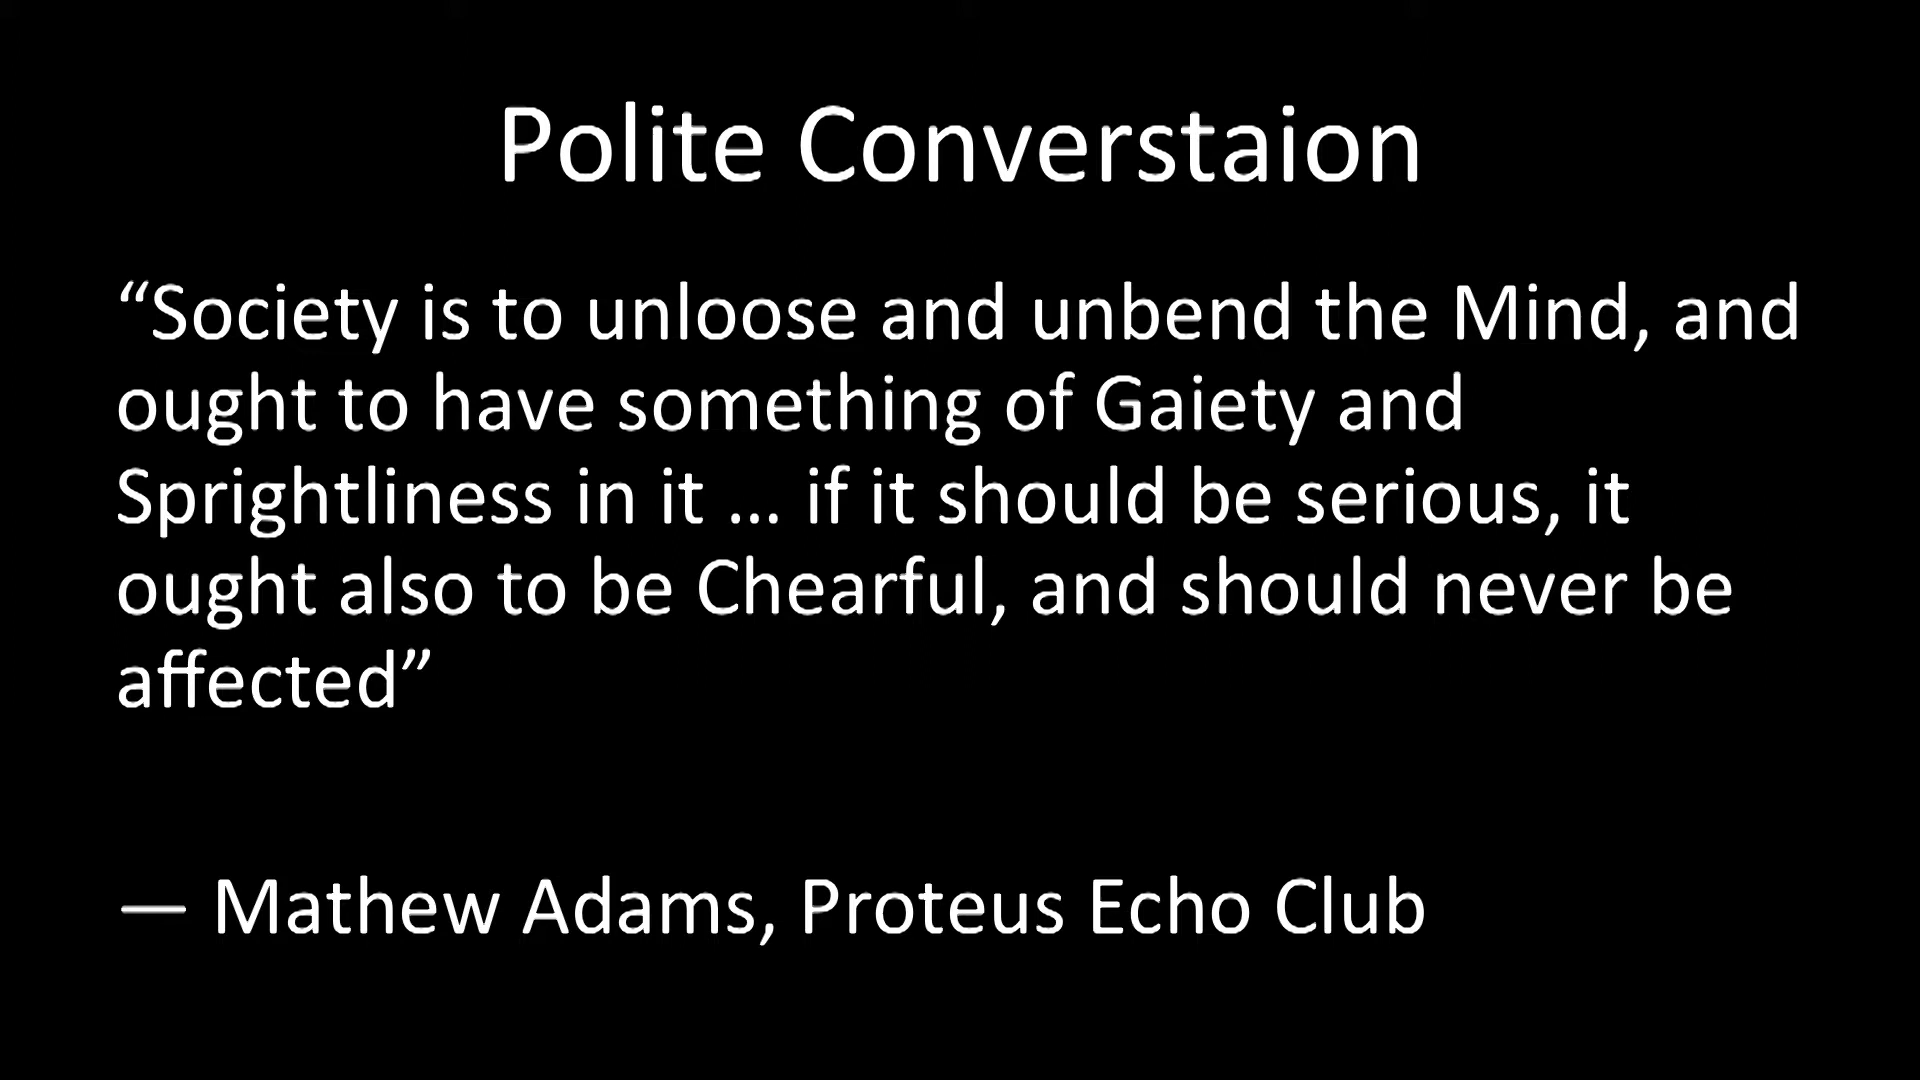 Polite Converstaion
“Society is to unloose and unbend the Mind, and
ought to have something of Gaiety and
Sprightliness in it ... if it should be serious, it
ought also to be Chearful, and should never be
affected”
— Mathew Adams, Proteus Echo Club